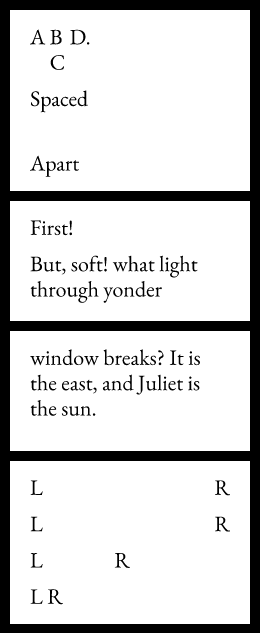 A B D.
C
Spaced
Apart
First!
But, soft! what light
through yonder
window breaks? It is
the east, and Juliet is
the sun.
L R
L R
L R
L R